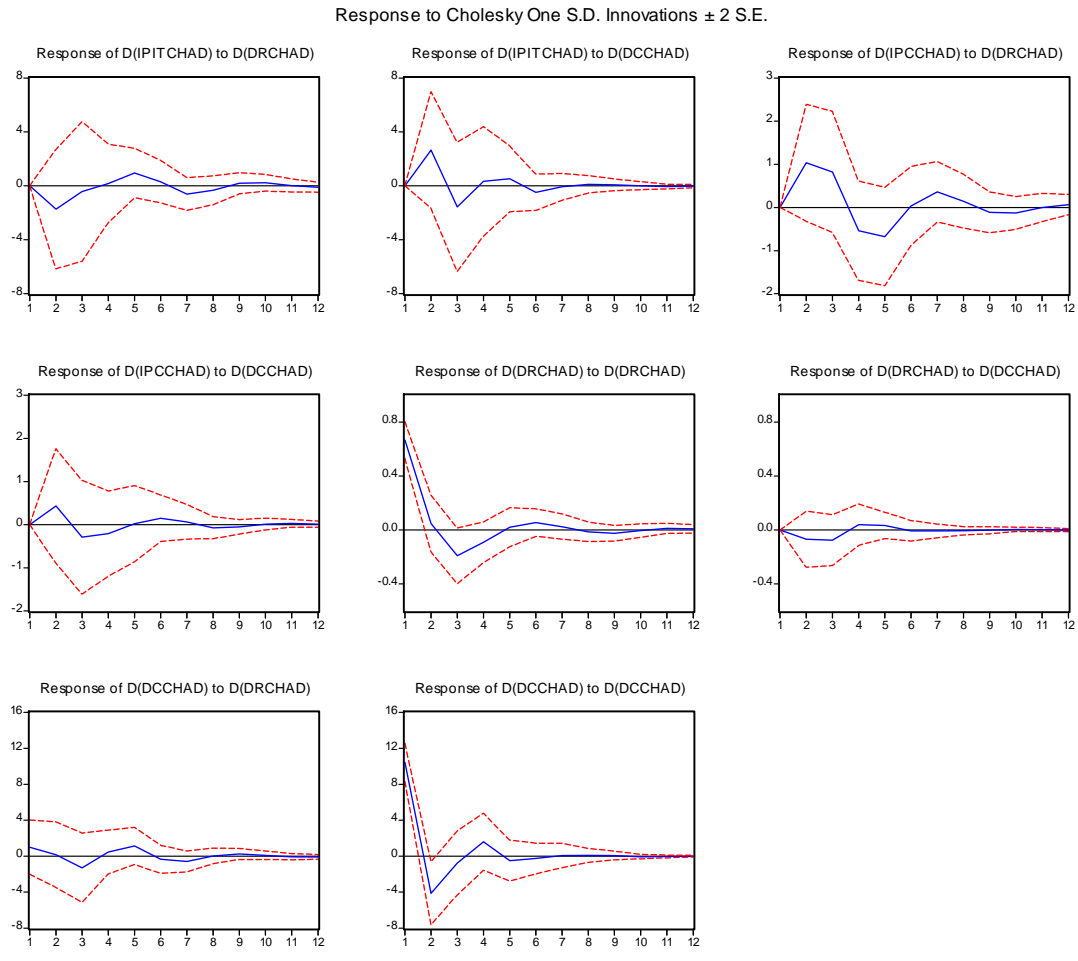 Response to Cholesky One S.D. Innovations ± 2 S.E.
Response of D(IPITCHAD) to D(DRCHAD)
8
4
0
-4
-8
1 2 3 4 5 6 7 8 9 10 11 12
Response of D(IPITCHAD) to D(DCCHAD)
8
4
0
-4
-8
1 2 3 4 5 6 7 8 9 10 11 12
Response of D(IPCCHAD) to D(DRCHAD)
3
2
1
0
-1
-2
1 2 3 4 5 6 7 8 9 10 11 12
Response of D(IPCCHAD) to D(DCCHAD)
3
2
1
0
-1
-2
1 2 3 4 5 6 7 8 9 10 11 12
Response of D(DRCHAD) to D(DRCHAD)
0.8
0.4
0.0
-0.4
1 2 3 4 5 6 7 8 9 10 11 12
Response of D(DRCHAD) to D(DCCHAD)
0.8
0.4
0.0
-0.4
1 2 3 4 5 6 7 8 9 10 11 12
Response of D(DCCHAD) to D(DRCHAD)
16
12
8
4
0
-4
-8
1 2 3 4 5 6 7 8 9 10 11 12
Response of D(DCCHAD) to D(DCCHAD)
16
12
8
4
0
-4
-8
1 2 3 4 5 6 7 8 9 10 11 12